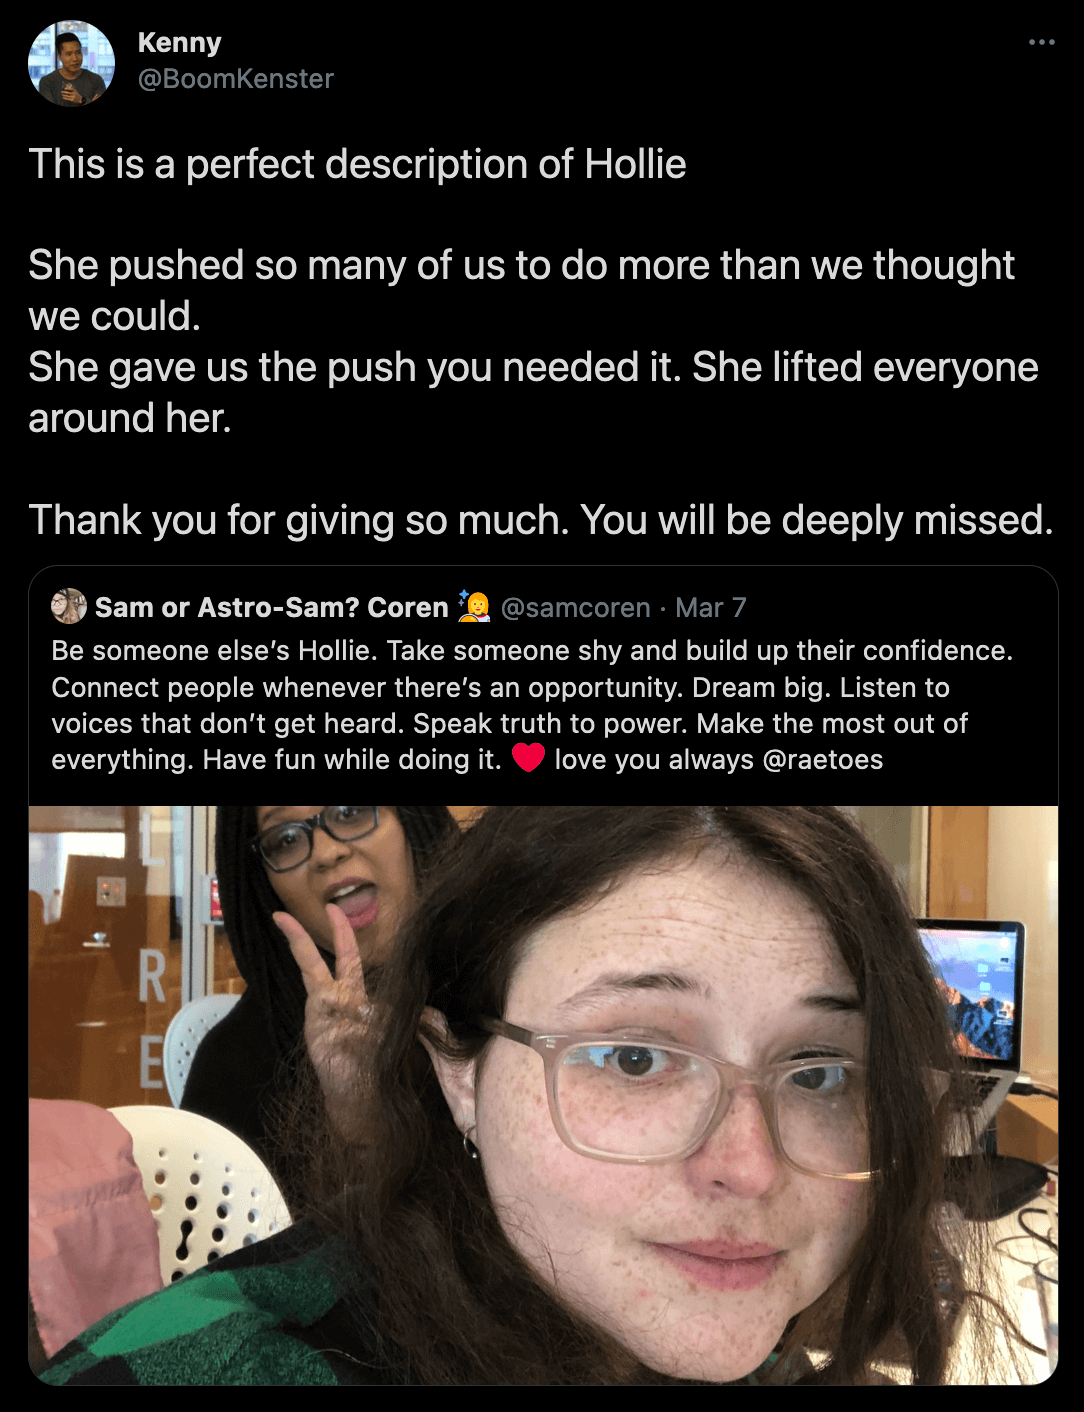 Kenny
@BoomKenster
This is a perfect description of Hollie
She pushed so many of us to do more than we thought
we could.
She gave us the push you needed it. She lifted everyone
around her.
Thank you for giving so much. You will be deeply missed.
Sam or Astro-Sam? Coren 👩‍🚀 @samcoren · Mar 7
Be someone else’s Hollie. Take someone shy and build up their confidence.
Connect people whenever there’s an opportunity. Dream big. Listen to
voices that don’t get heard. Speak truth to power. Make the most out of
everything. Have fun while doing it. ❤️ love you always @raetoes
L
R
E